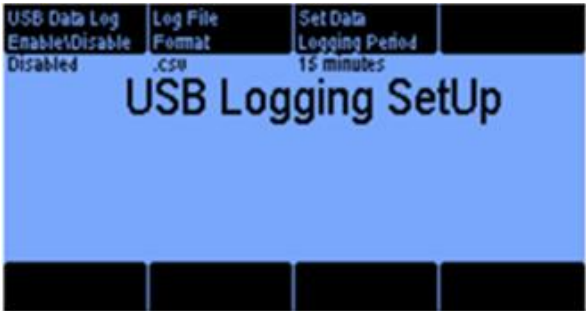 USB Data Log
Enable\Disable
Disabled
Log File
Format
.csv
Set Data
Logging Period
15 minutes
USB Logging SetUp